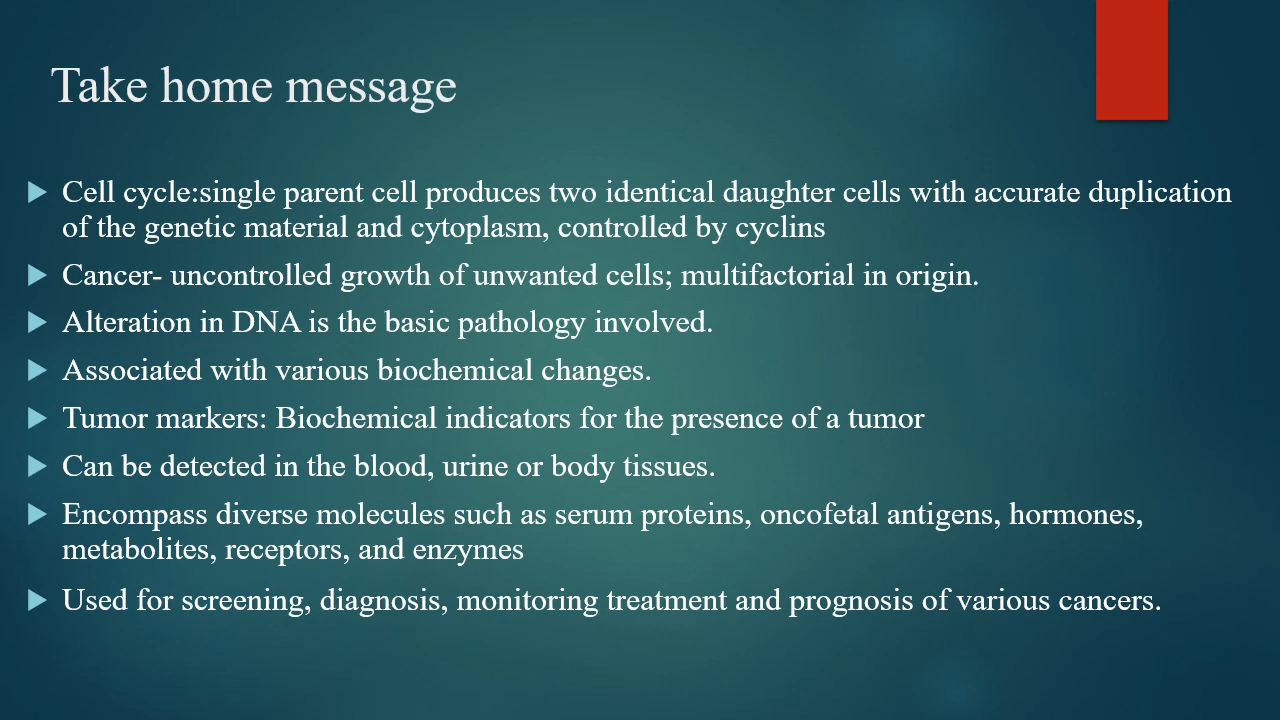 Take home message
Cell cycle:single parent cell produces two identical daughter cells with accurate duplication
of the genetic material and cytoplasm, controlled by cyclins
Cancer- uncontrolled growth of unwanted cells; multifactorial in origin.
Alteration in DNA is the basic pathology involved.
Associated with various biochemical changes.
Tumor markers: Biochemical indicators for the presence of a tumor
Can be detected in the blood, urine or body tissues.
Encompass diverse molecules such as serum proteins, oncofetal antigens, hormones,
metabolites, receptors, and enzymes
Used for screening, diagnosis, monitoring treatment and prognosis of various cancers.